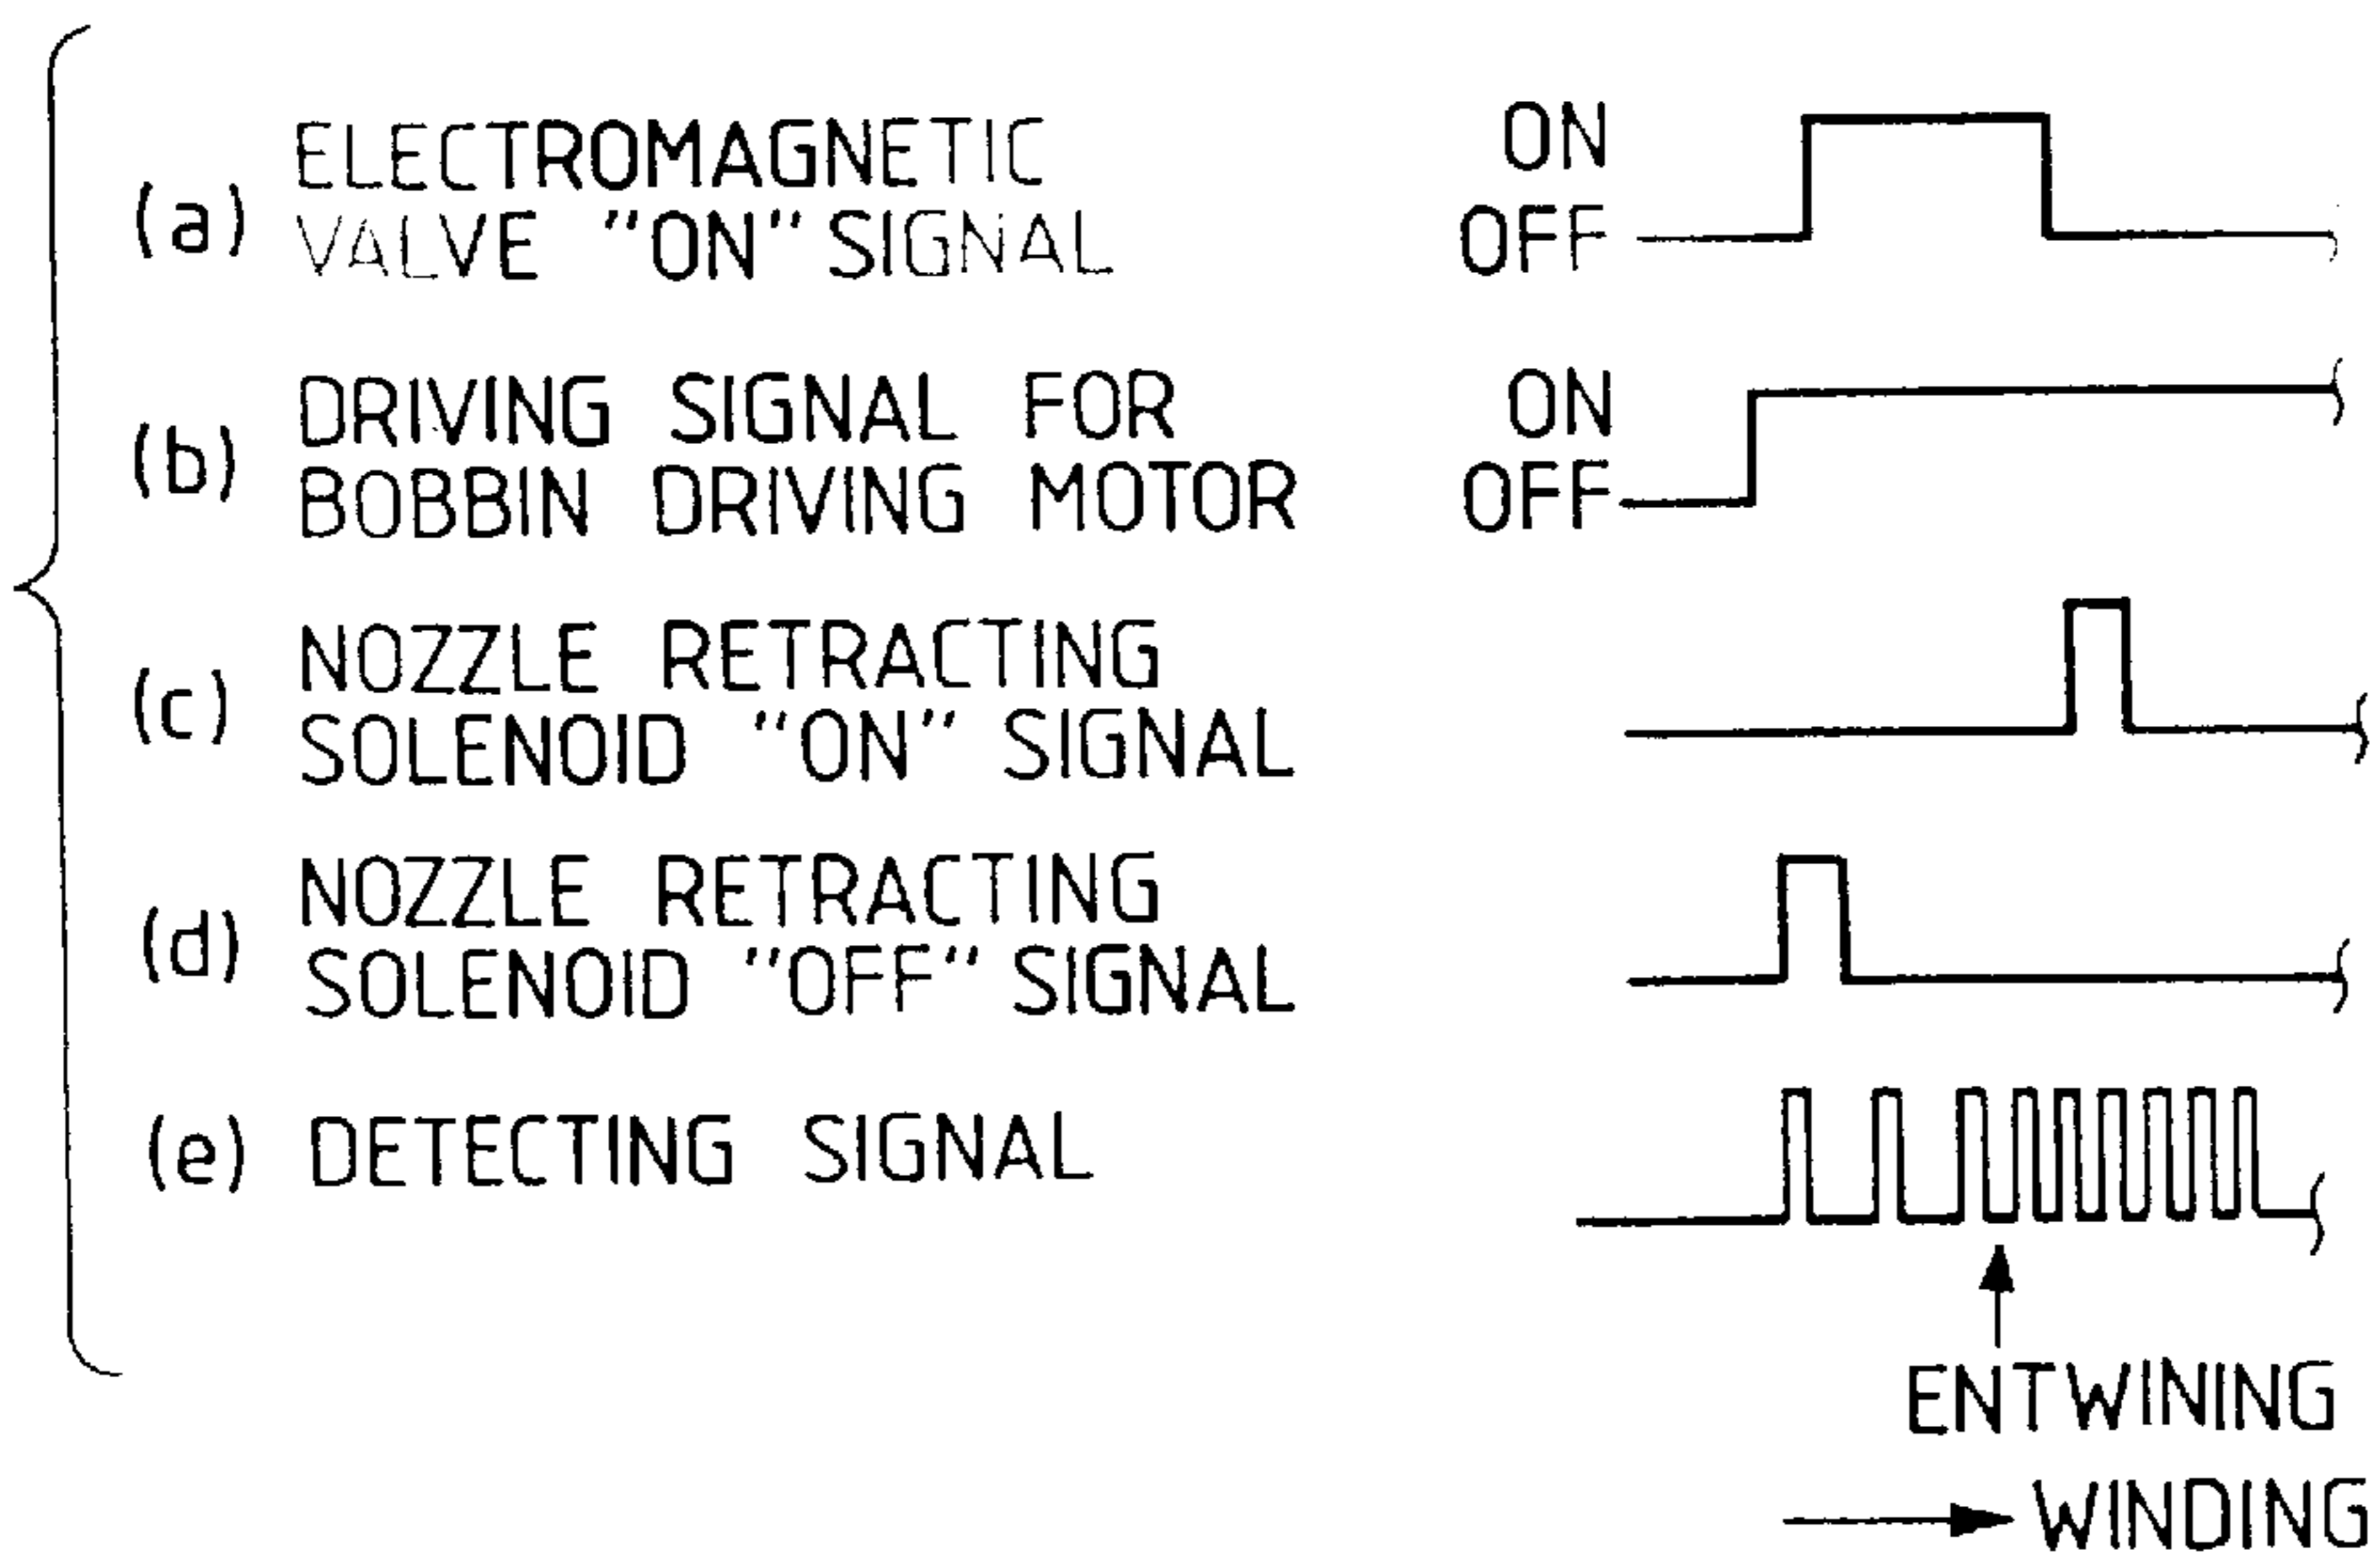 (a) ELECTROMAGNETIC
VALVE "ON" SIGNAL
ON
OFF
(b) DRIVING SIGNAL FOR
BOBBIN DRIVING MOTOR
ON
OFF
(c) NOZZLE RETRACTING
SOLENOID "ON" SIGNAL
(d) NOZZLE RETRACTING
SOLENOID "OFF" SIGNAL
(e) DETECTING SIGNAL
ENTWINING
WINDING